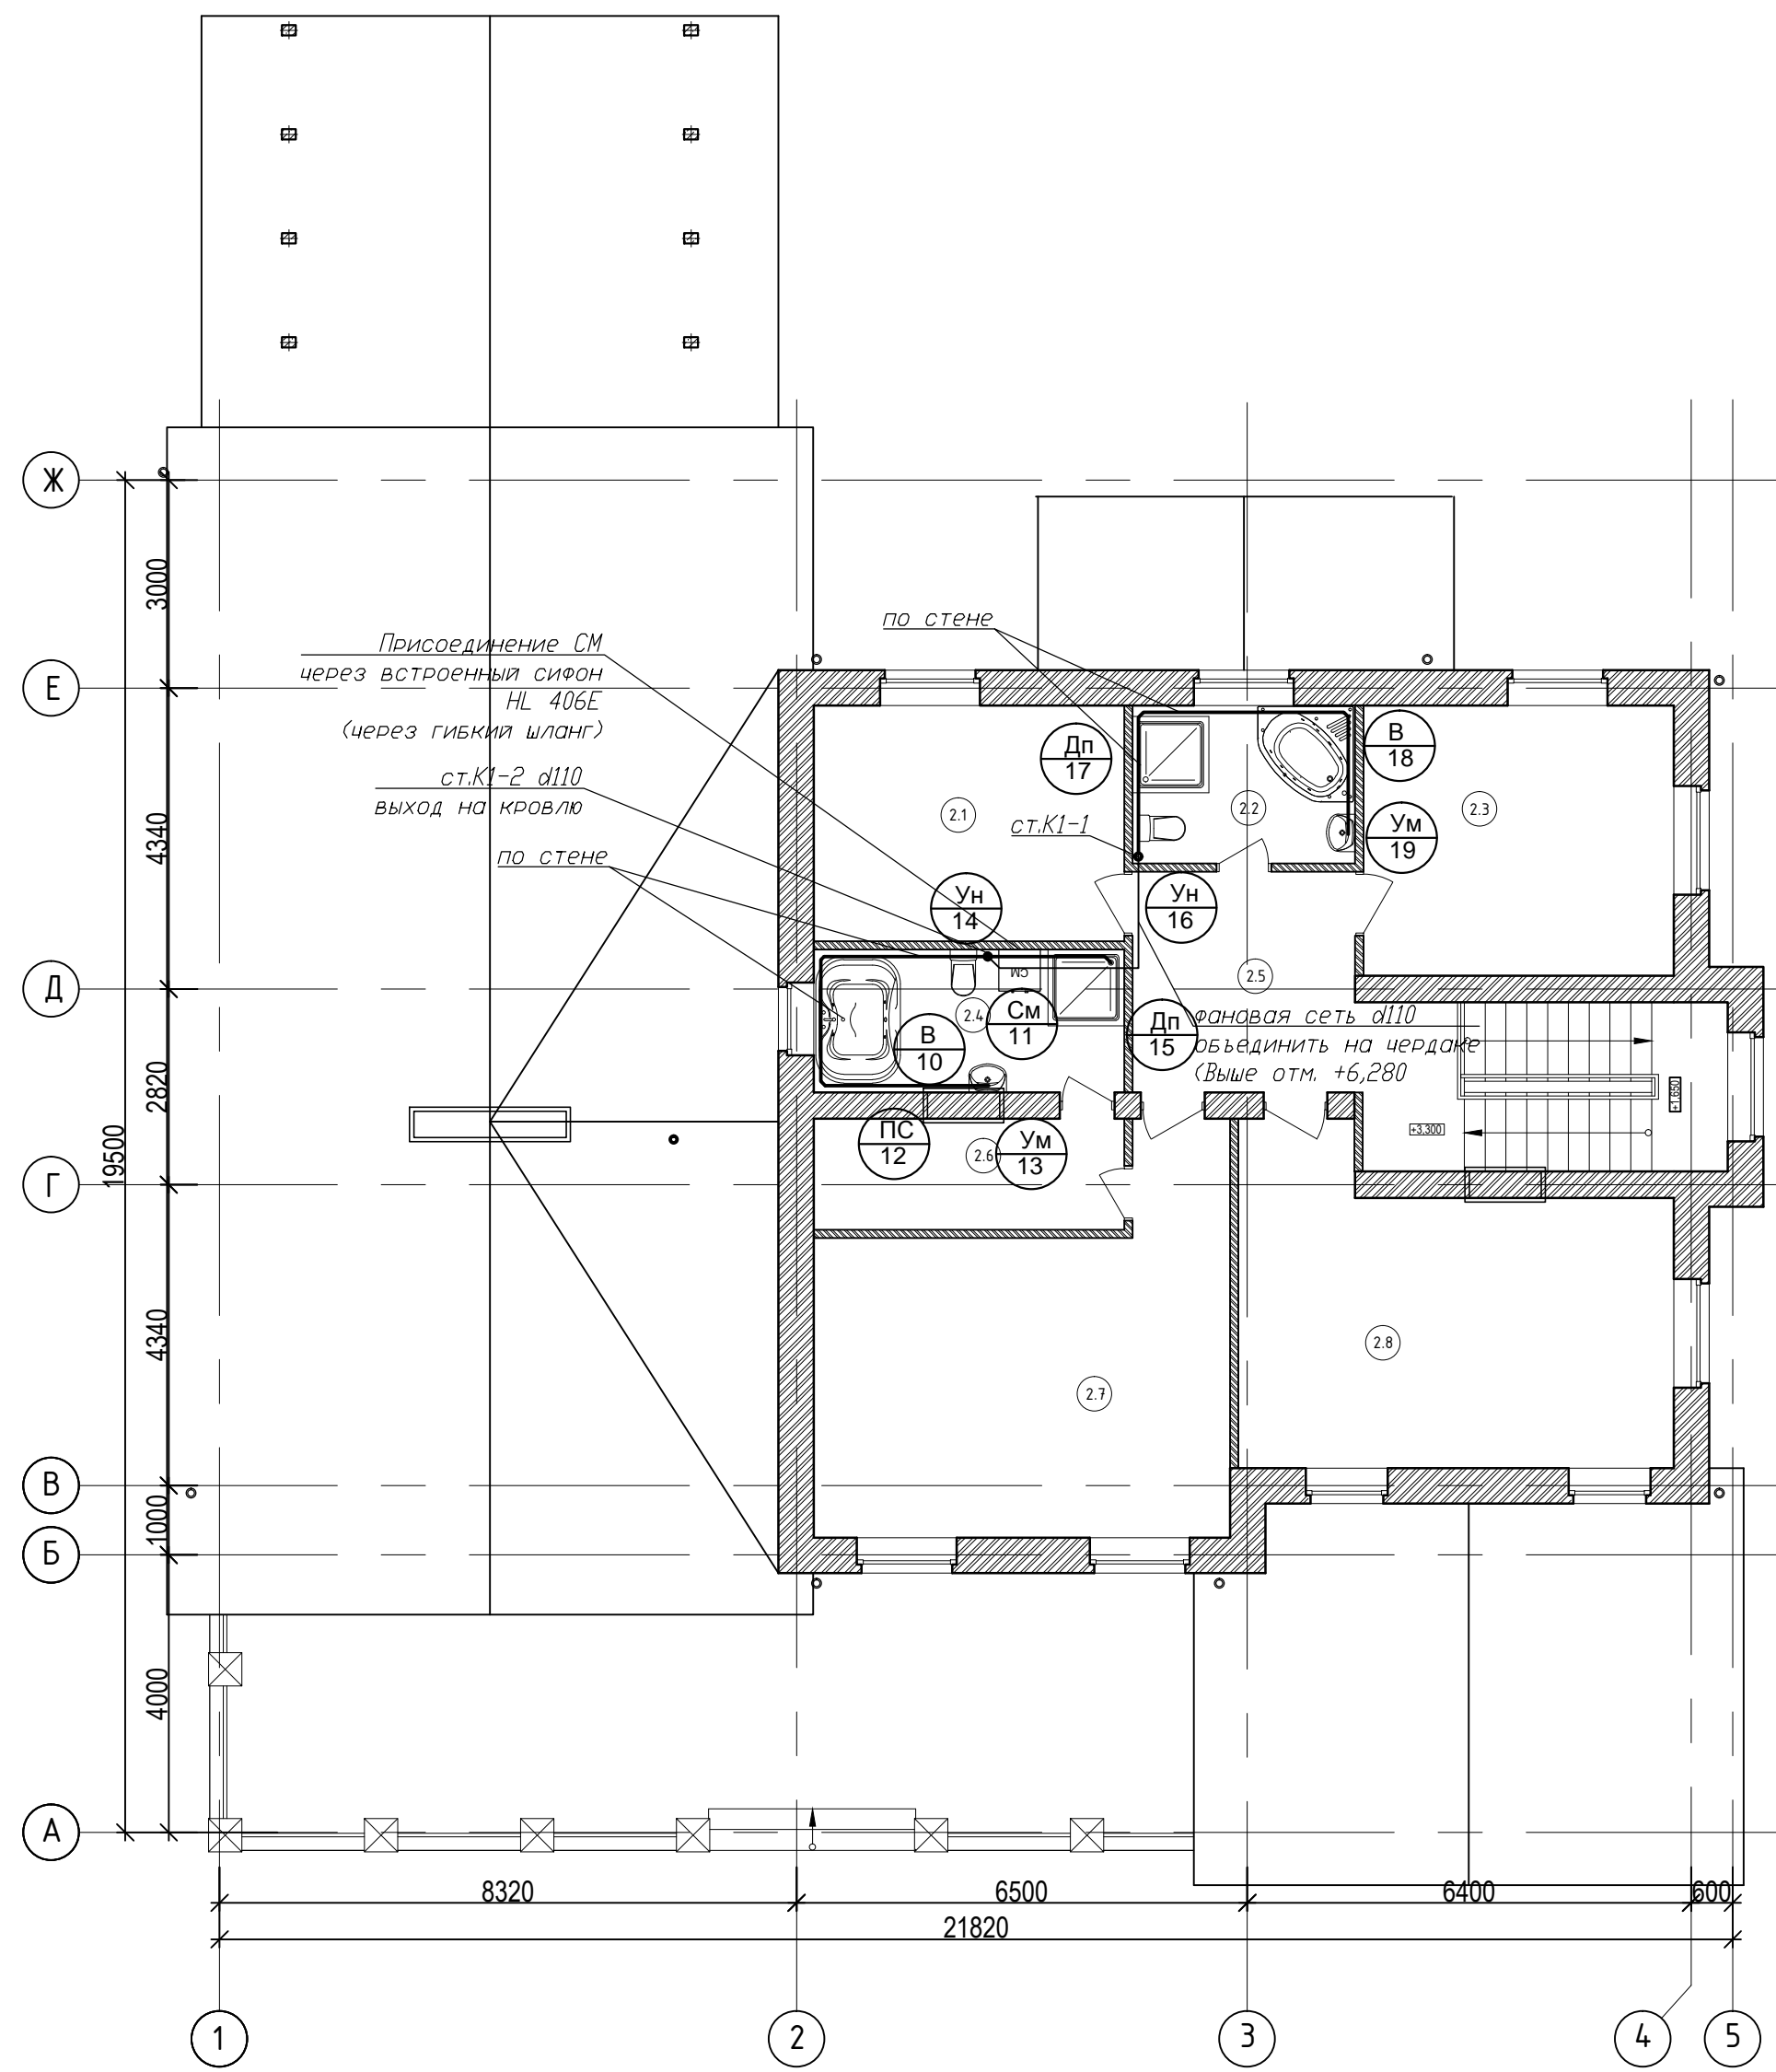 Ж
Е
Д
Г
В
Б
А
3000
4340
2820
4340
1000
4000
19500
Присоединение СМ
через встроенный сифон
HL 406E
(через гибкий шланг)
ст.К1-2 d110
выход на кровлю
по стене
по стене
ст.К1-1
Дп
17
В
18
Ум
19
Ун
14
Ун
16
2.1
2.2
2.3
2.4
2.5
СМ
См
11
В
10
Дп
15
фановая сеть d110
объединить на чердаке
(Выше отм. +6,280
ПС
12
2.6
Ум
13
+3,300
+1,650
2.7
2.8
8320
6500
6400
600
21820
1
2
3
4
5